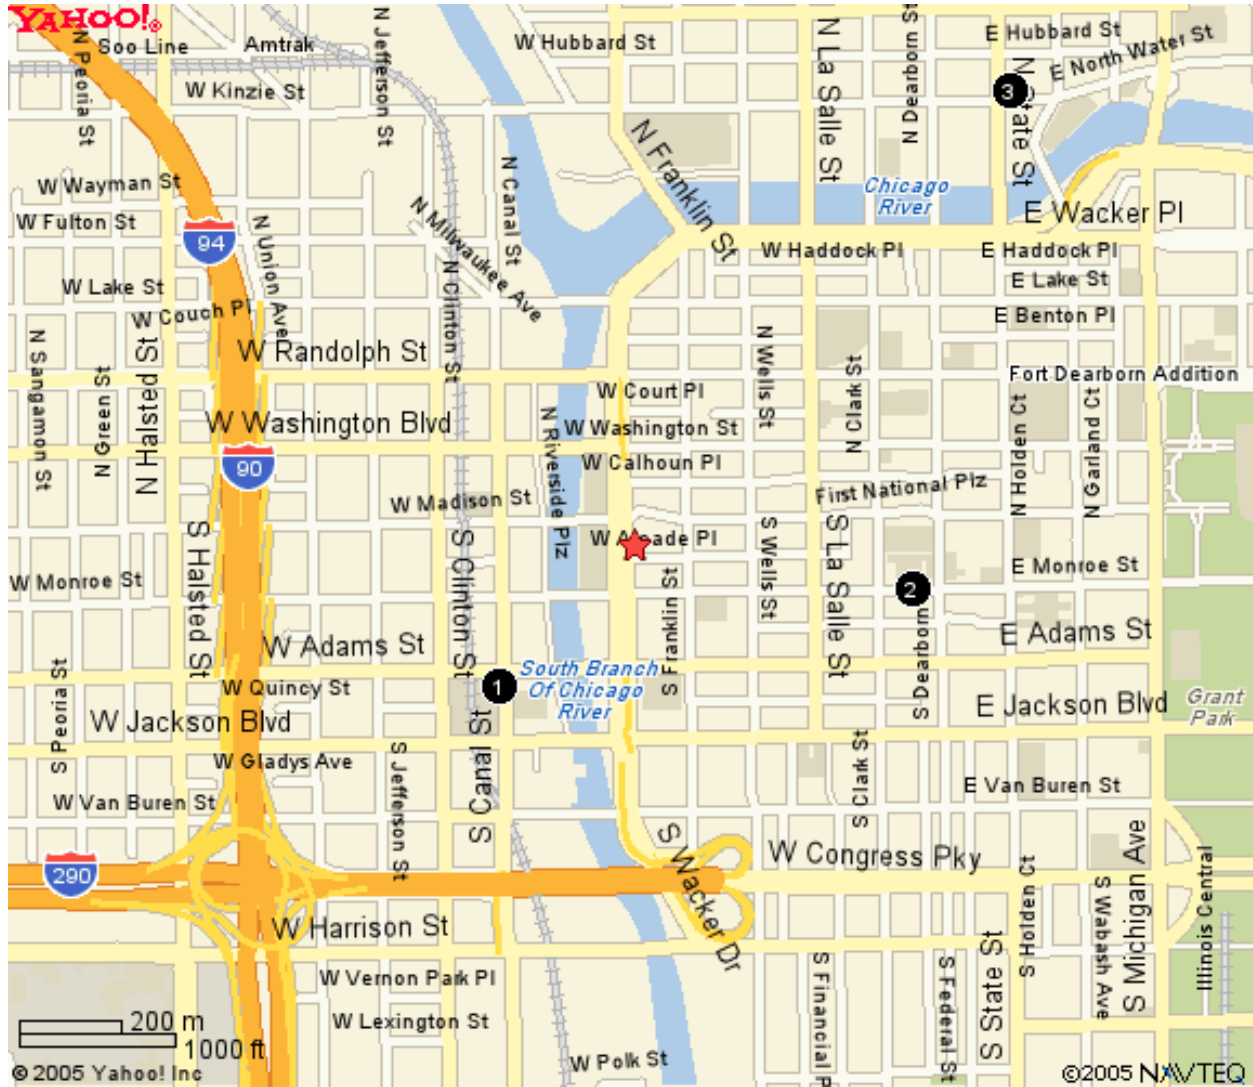 YAHOO!®
Soo Line
Amtrak
N Peoria St
N Jefferson St
W Hubbard St
N La Salle St
N Dearborn St
E Hubbard St
E North Water St
W Kinzie St
3
N State St
N Franklin St
N Canal St
W Wayman St
W Fulton St
94
N Union Ave
N Milwaukee Ave
N Clinton St
Chicago
River
E Wacker Pl
W Haddock Pl
E Haddock Pl
W Lake St
E Lake St
W Couch Pl
E Benton Pl
N Sangamon St
N Green St
N Halsted St
W Randolph St
N Wells St
N Clark St
Fort Dearborn Addition
W Court Pl
N Holden Ct
N Garland Ct
W Washington Blvd
W Washington St
N Riverside Plz
90
W Calhoun Pl
W Madison St
First National Plz
S Halsted St
S Clinton St
W Arcade Pl
S Wells St
S La Salle St
W Monroe St
E Monroe St
S Franklin St
2
S Dearborn
W Adams St
E Adams St
S Peoria St
W Quincy St
1
South Branch
Of Chicago
River
Grant
Park
W Jackson Blvd
E Jackson Blvd
S Canal St
W Gladys Ave
S Jefferson St
S Clark St
W Van Buren St
E Van Buren St
S Wacker Dr
W Congress Pky
290
S Holden Ct
S Wabash Ave
S Michigan Ave
Illinois Central
W Harrison St
W Vernon Park Pl
S Financial P
S Federal St
S State St
200 m
1000 ft
W Lexington St
W Polk St
© 2005 Yahoo! Inc
©2005 NAVTEQ